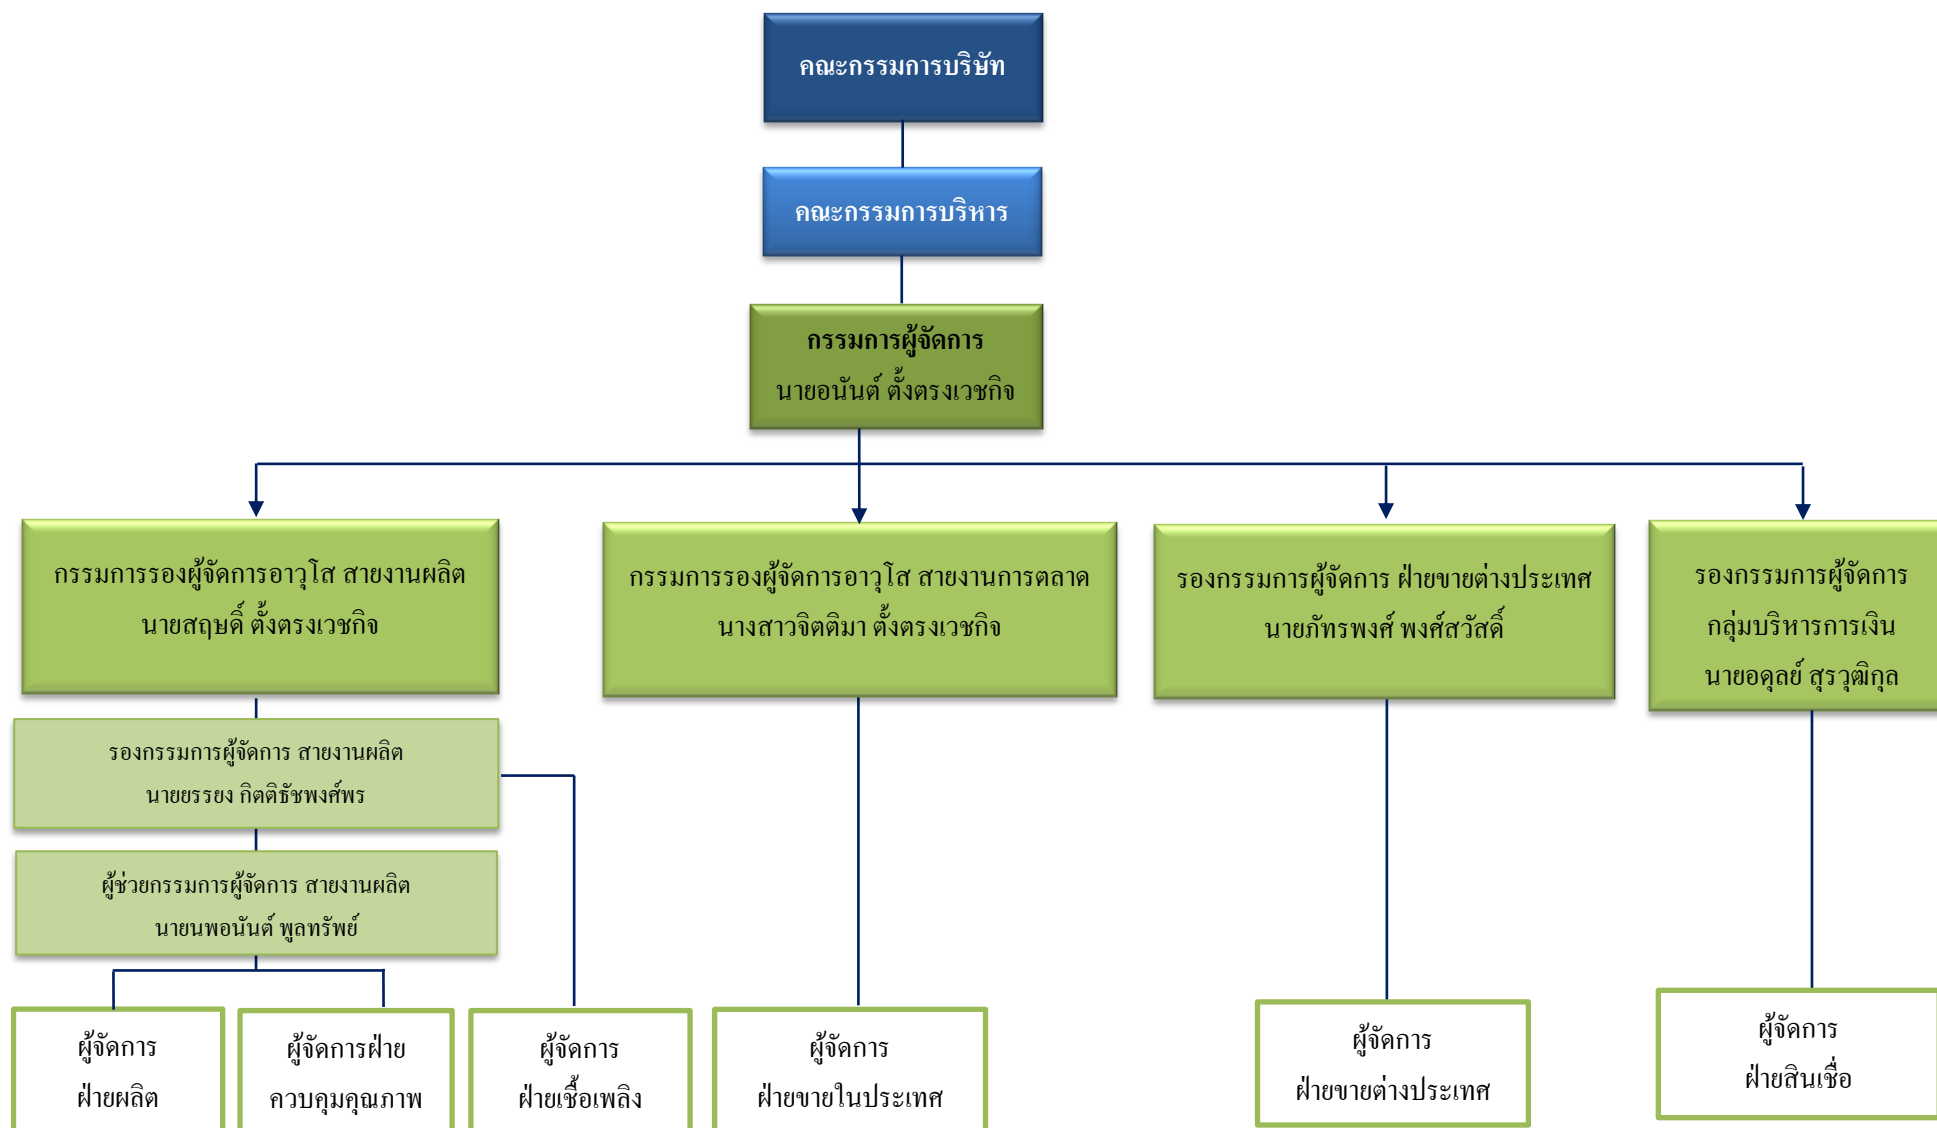 คณะกรรมการบริษัท
คณะกรรมการบริหาร
กรรมการผู้จัดการ
นายอนันต์ ตั้งตรงเวชกิจ
กรรมการรองผู้จัดการอาวุโส สายงานผลิต
นายสฤษดิ์ ตั้งตรงเวชกิจ
กรรมการรองผู้จัดการอาวุโส สายงานการตลาด
นางสาวจิตติมา ตั้งตรงเวชกิจ
รองกรรมการผู้จัดการ ฝ่ายขายต่างประเทศ
นายภัทรพงศ์ พงศ์สวัสดิ์
รองกรรมการผู้จัดการ
กลุ่มบริหารการเงิน
นายอดุลย์ สุรวุฒิกุล
รองกรรมการผู้จัดการ สายงานผลิต
นายยรรยง กิตติธัชพงศ์พร
ผู้ช่วยกรรมการผู้จัดการ สายงานผลิต
นายนพอนันต์ พูลทรัพย์
ผู้จัดการ
ฝ่ายผลิต
ผู้จัดการฝ่าย
ควบคุมคุณภาพ
ผู้จัดการ
ฝ่ายเชื้อเพลิง
ผู้จัดการ
ฝ่ายขายในประเทศ
ผู้จัดการ
ฝ่ายขายต่างประเทศ
ผู้จัดการ
ฝ่ายสินเชื่อ